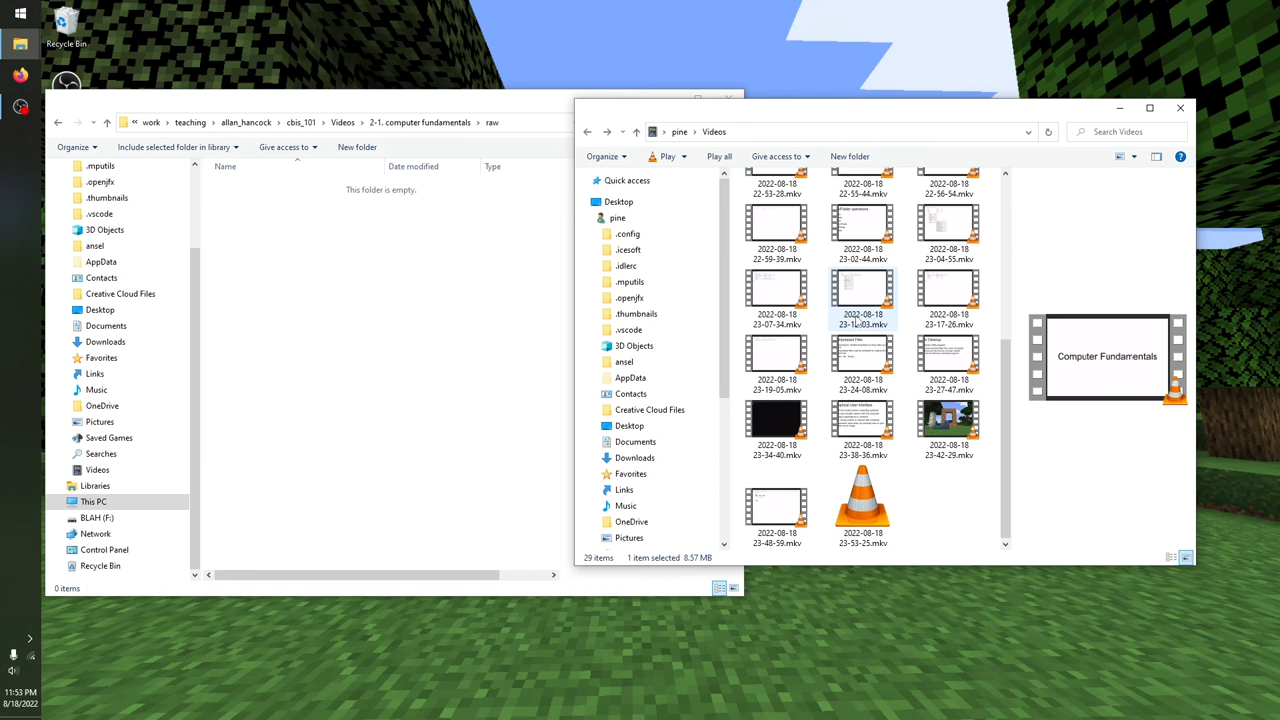 Recycle Bin
« work › teaching › allan_hancock › cbis_101 › Videos › 2-1. computer fundamentals › raw
Organize Include selected folder in library Give access to New folder
.mputils
.openjfx
.thumbnails
.vscode
3D Objects
ansel
AppData
Contacts
Creative Cloud Files
Desktop
Documents
Downloads
Favorites
Links
Music
OneDrive
Pictures
Saved Games
Searches
Videos
Libraries
This PC
BLAH (F:)
Network
Control Panel
Recycle Bin
Name Date modified Type
This folder is empty.
0 items
pine › Videos
Search Videos
Organize Play Play all Give access to New folder
Quick access
Desktop
pine
.config
.icesoft
.idlerc
.mputils
.openjfx
.thumbnails
.vscode
3D Objects
ansel
AppData
Contacts
Creative Cloud Files
Desktop
Documents
Downloads
Favorites
Links
Music
OneDrive
Pictures
2022-08-18 2022-08-18 2022-08-18
22-53-28.mkv 22-55-44.mkv 22-56-54.mkv
2022-08-18 2022-08-18 2022-08-18
22-59-39.mkv 23-02-44.mkv 23-04-55.mkv
2022-08-18 2022-08-18 2022-08-18
23-07-34.mkv 23-17-26.mkv
2022-08-18 2022-08-18 2022-08-18
23-19-05.mkv 23-24-08.mkv 23-27-47.mkv
2022-08-18 2022-08-18 2022-08-18
23-34-40.mkv 23-38-36.mkv 23-42-29.mkv
2022-08-18 2022-08-18
23-48-59.mkv 23-53-25.mkv
Computer Fundamentals
29 items 1 item selected 8.57 MB
11:53 PM
8/18/2022